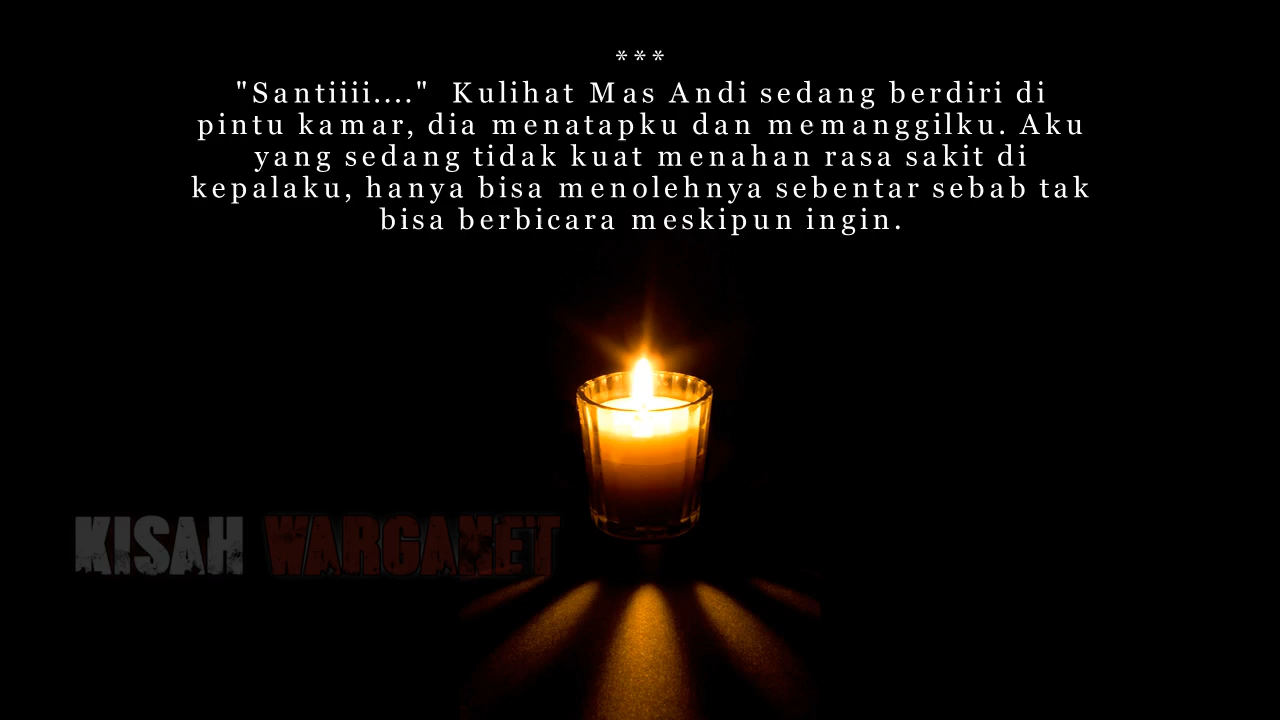 ***
"Santiiii...." Kulihat Mas Andi sedang berdiri di
pintu kamar, dia menatapku dan memanggilku. Aku
yang sedang tidak kuat menahan rasa sakit di
kepalaku, hanya bisa menolehnya sebentar sebab tak
bisa berbicara meskipun ingin.
KISAH WARGANET